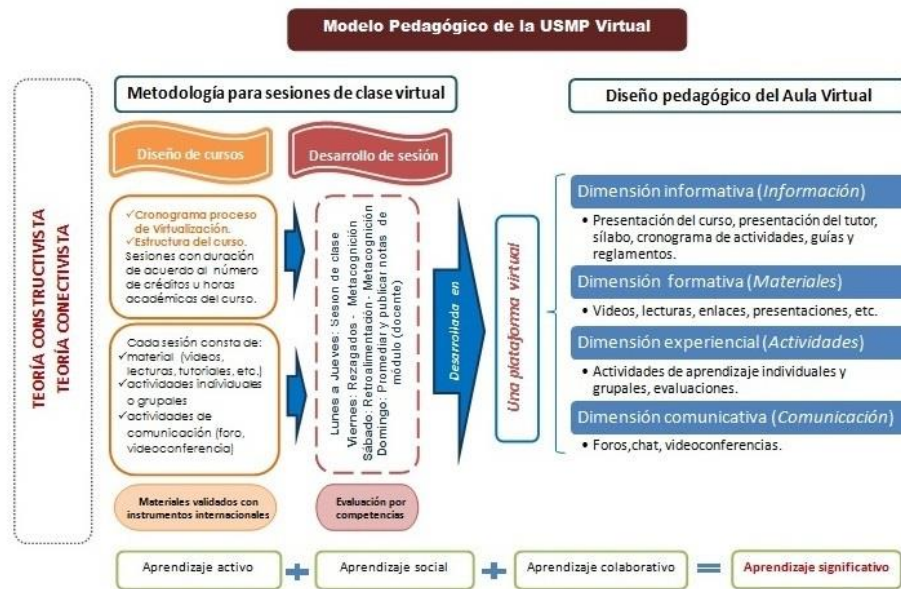 Modelo Pedagógico de la USMP Virtual
TEORÍA CONSTRUCTIVISTA
TEORÍA CONECTIVISTA
Metodología para sesiones de clase virtual
Diseño de cursos
✓Cronograma proceso
de Virtualización.
✓Estructura del curso.
Sesiones con duración
de acuerdo al número
de créditos u horas
académicas del curso.
Cada sesión consta de:
✓material (videos,
lecturas, tutoriales, etc.)
✓actividades individuales
o grupales
✓actividades de
comunicación (foro,
videoconferencia)
Materiales validados con
instrumentos internacionales
Desarrollo de sesión
Lunes a Jueves: Sesion de clase
Viernes: Rezagados - Metacognición
Sábado: Retroalimentación - Metacognición
Domingo: Promediar y publicar notas de
módulo (docente)
Evaluación por
competencias
Desarrollada en
Una plataforma virtual
Diseño pedagógico del Aula Virtual
Dimensión informativa (Información)
• Presentación del curso, presentación del tutor,
sílabo, cronograma de actividades, guías y
reglamentos.
Dimensión formativa (Materiales)
• Videos, lecturas, enlaces, presentaciones, etc.
Dimensión experiencial (Actividades)
• Actividades de aprendizaje individuales y
grupales, evaluaciones.
Dimensión comunicativa (Comunicación)
• Foros,chat, videoconferencias.
Aprendizaje activo + Aprendizaje social + Aprendizaje colaborativo = Aprendizaje significativo